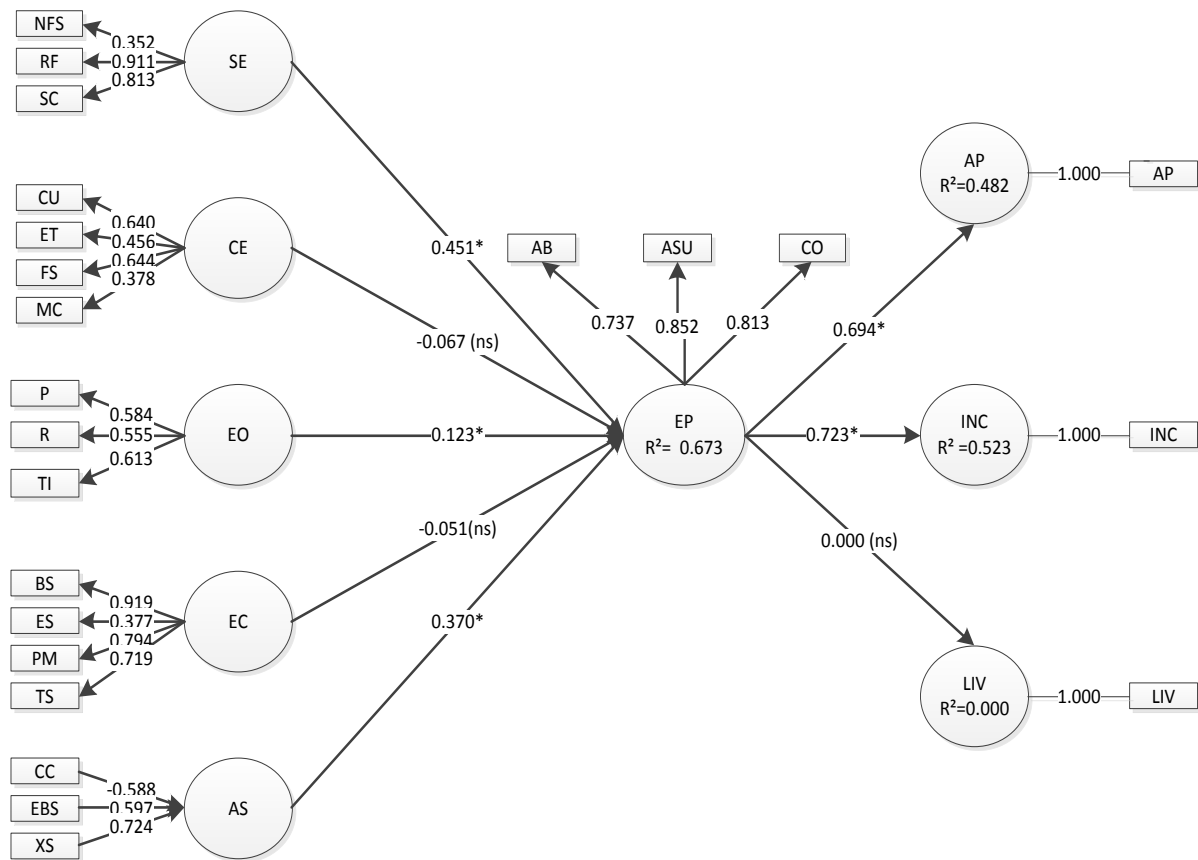 NFS
0.352
RF
0.911
SC
0.813
SE
CU
0.640
ET
0.456
FS
0.644
MC
0.378
CE
P
0.584
R
0.555
TI
0.613
EO
BS
0.919
ES
0.377
PM
0.794
TS
0.719
EC
CC
-0.588
EBS
0.597
XS
0.724
AS
0.451*
-0.067 (ns)
0.123*
-0.051(ns)
0.370*
AB
ASU
CO
0.737
0.852
0.813
EP
R²= 0.673
0.694*
0.723*
0.000 (ns)
AP
R²=0.482
1.000
AP
INC
R² =0.523
1.000
INC
LIV
R²=0.000
1.000
LIV